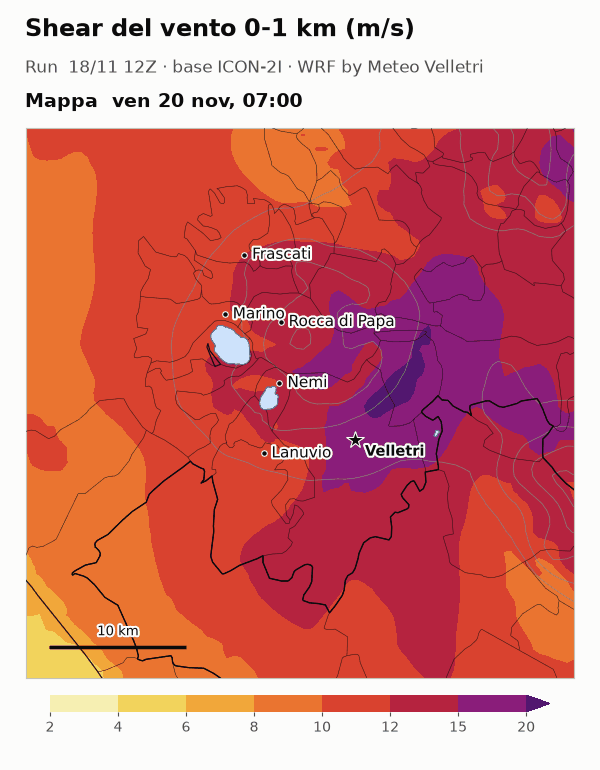 Shear del vento 0-1 km (m/s)
Run  18/11 12Z · base ICON-2I · WRF by Meteo Velletri
Mappa  ven 20 nov, 07:00
Frascati
Marino
Rocca di Papa
Nemi
Velletri
Lanuvio
10 km
2 4 6 8 10 12 15 20